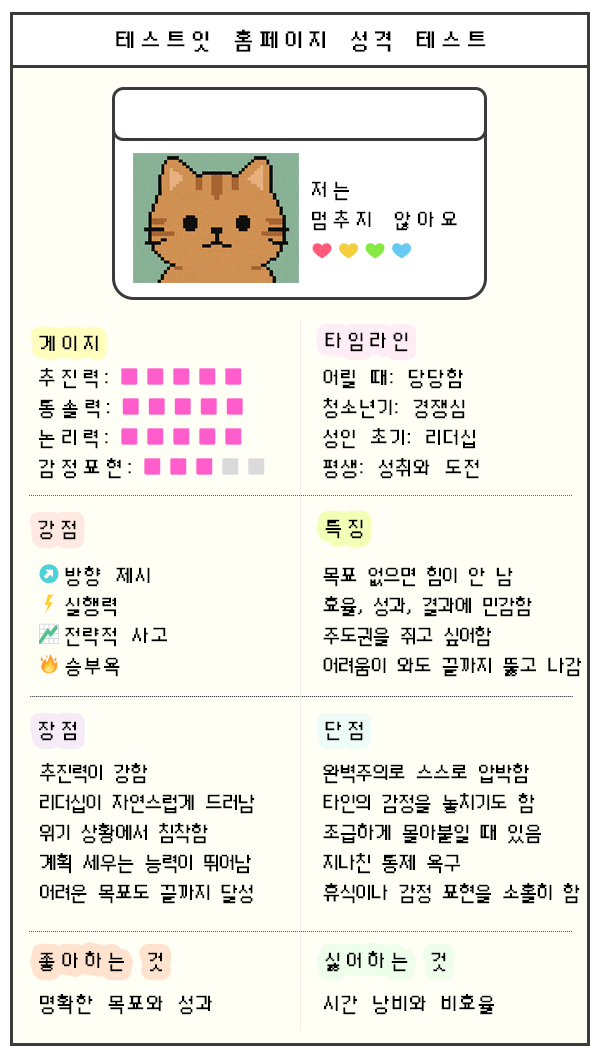 테스트잇 홈페이지 성격 테스트
저는
멈추지 않아요
게이지
추진력:
통솔력:
논리력:
감정표현:
타임라인
어릴 때: 당당함
청소년기: 경쟁심
성인 초기: 리더십
평생: 성취와 도전
강점
방향 제시
실행력
전략적 사고
승부욕
특징
목표 없으면 힘이 안 남
효율, 성과, 결과에 민감함
주도권을 쥐고 싶어함
어려움이 와도 끝까지 뚫고 나감
장점
추진력이 강함
리더십이 자연스럽게 드러남
위기 상황에서 침착함
계획 세우는 능력이 뛰어남
어려운 목표도 끝까지 달성
단점
완벽주의로 스스로 압박함
타인의 감정을 놓치기도 함
조급하게 몰아붙일 때 있음
지나친 통제 욕구
휴식이나 감정 표현을 소홀히 함
좋아하는 것
명확한 목표와 성과
싫어하는 것
시간 낭비와 비효율